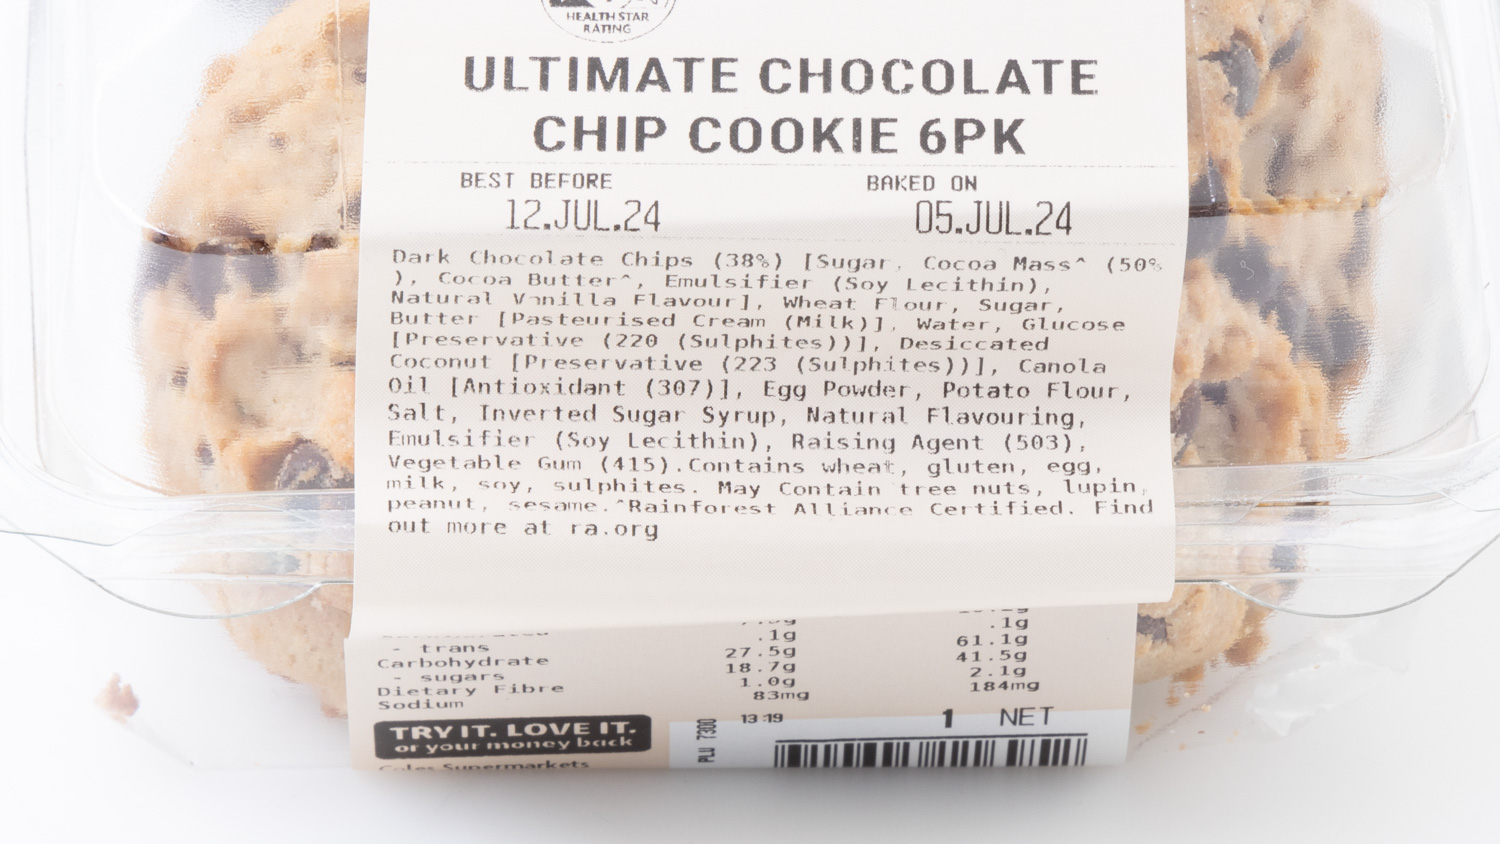 HEALTH STAR
RATING
ULTIMATE CHOCOLATE
CHIP COOKIE 6PK
BEST BEFORE BAKED ON
12.JUL.24 05.JUL.24
Dark Chocolate Chips (38%) [Sugar, Cocoa Mass^ (50%
), Cocoa Butter^, Emulsifier (Soy Lecithin),
Natural Vanilla Flavour], Wheat Flour, Sugar,
Butter [Pasteurised Cream (Milk)], Water, Glucose
[Preservative (220 (Sulphites))], Desiccated
Coconut [Preservative (223 (Sulphites))], Canola
Oil [Antioxidant (307)], Egg Powder, Potato Flour,
Salt, Inverted Sugar Syrup, Natural Flavouring,
Emulsifier (Soy Lecithin), Raising Agent (503),
Vegetable Gum (415).Contains wheat, gluten, egg,
milk, soy, sulphites. May Contain tree nuts, lupin,
peanut, sesame.^Rainforest Alliance Certified. Find
out more at ra.org
- trans .1g .1g
Carbohydrate 27.5g 61.1g
- sugars 18.7g 41.5g
Dietary Fibre 1.0g 2.1g
Sodium 83mg 184mg
TRY IT. LOVE IT.
or your money back
PLU 7300
13:19
1 NET
Coles Supermarkets